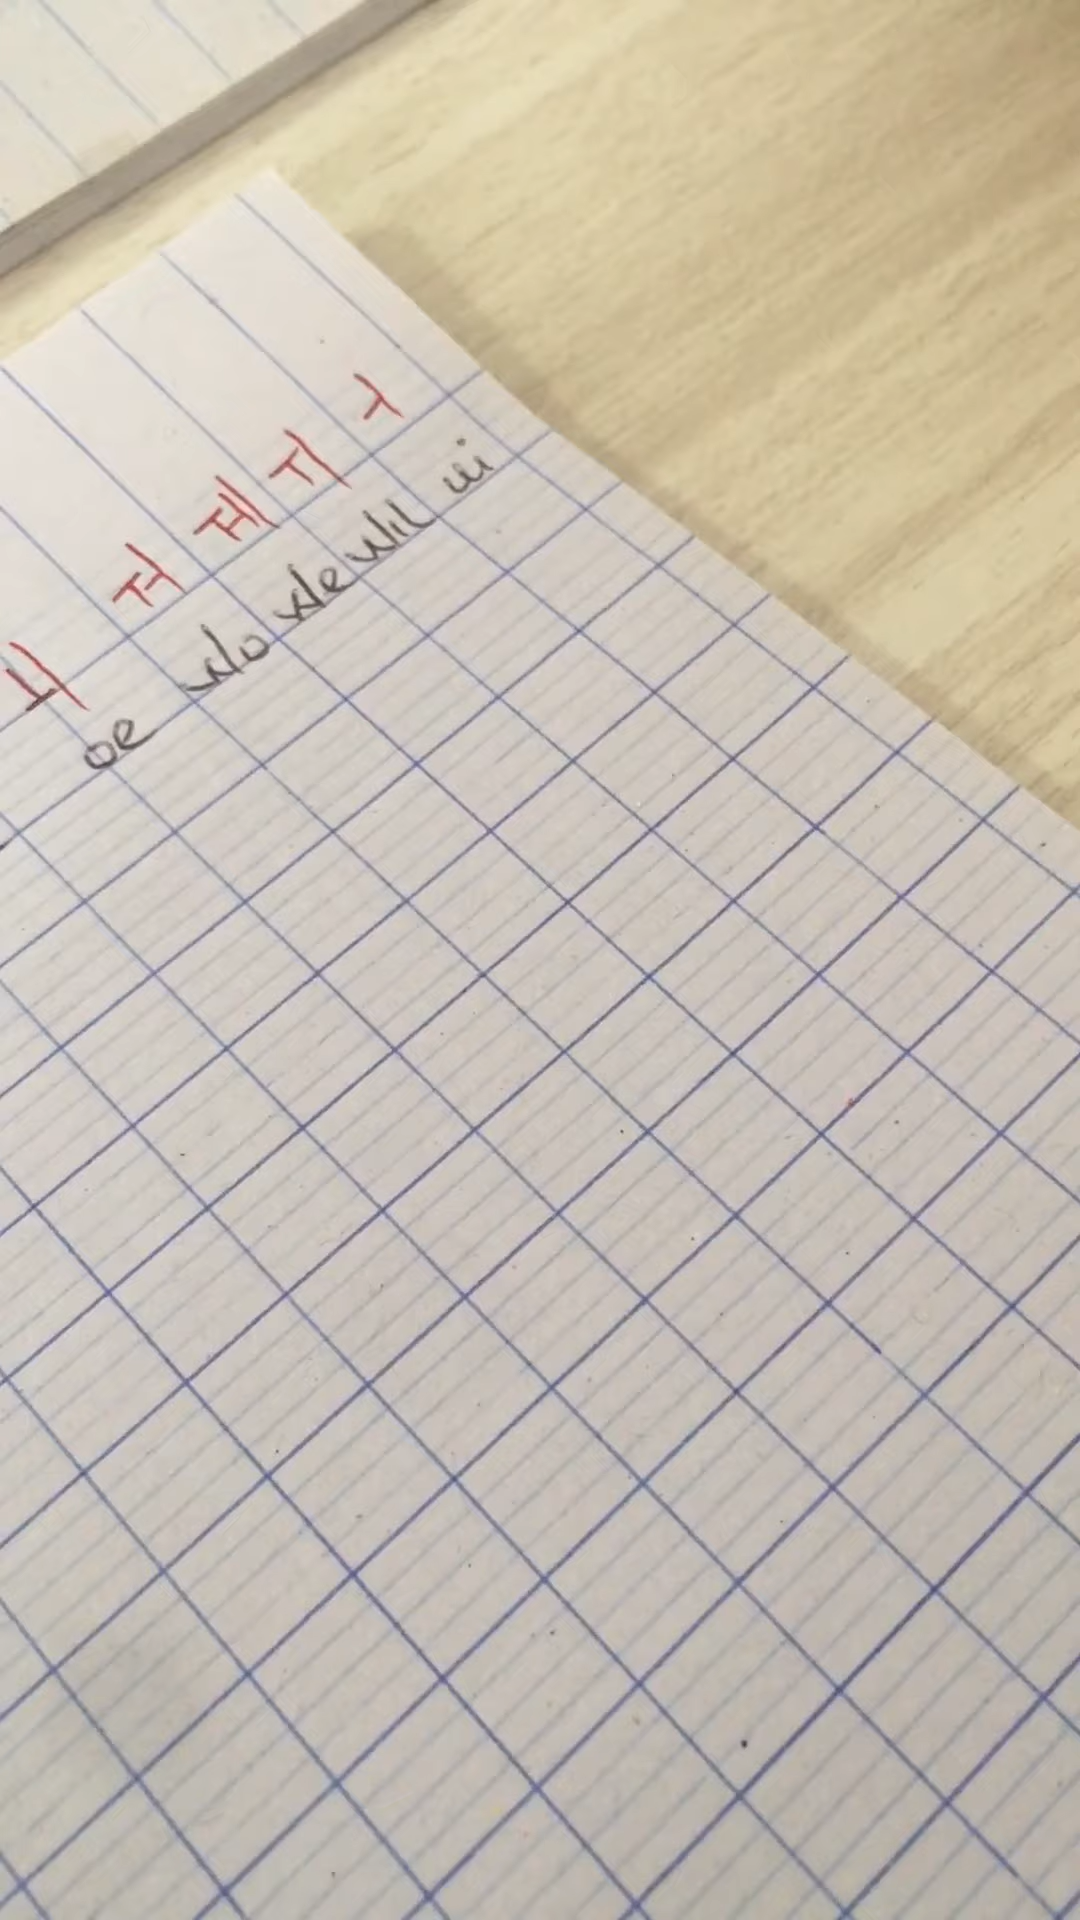 ㅚ ㅝ ㅞ ㅟ ㅢ
oe wo we wi ui